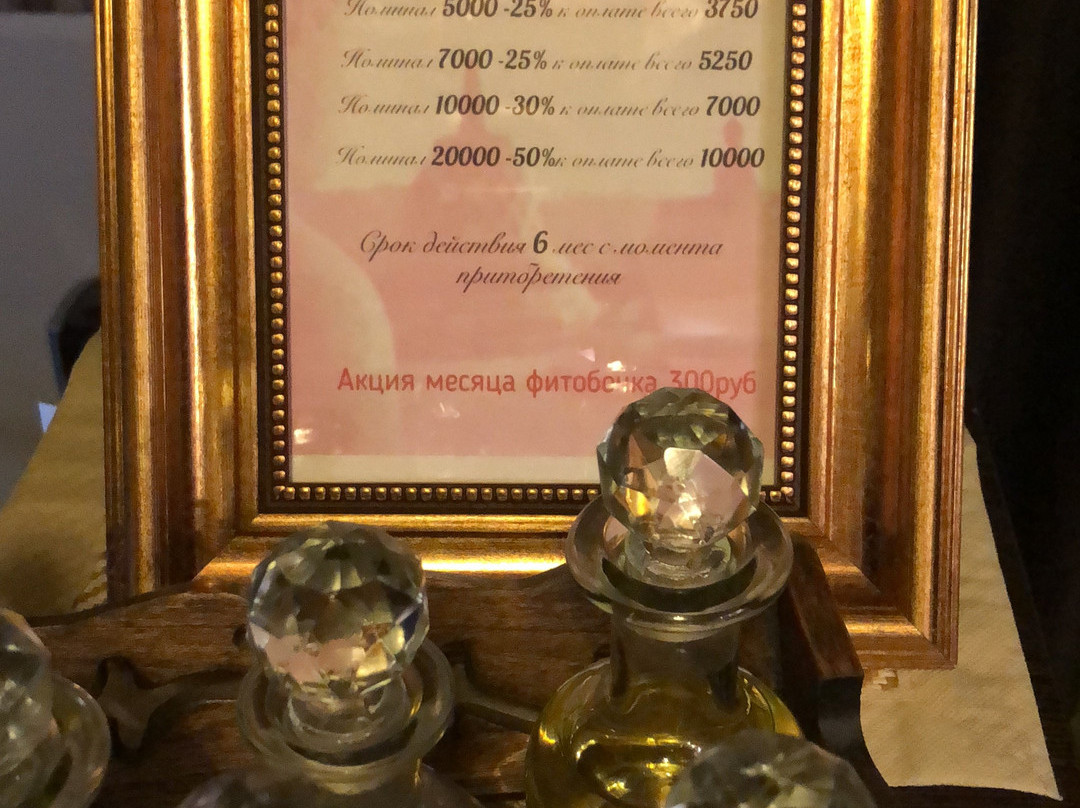 Номинал 5000 -25% к оплате всего 3750
Номинал 7000 -25% к оплате всего 5250
Номинал 10000 -30% к оплате всего 7000
Номинал 20000 -50%к оплате всего 10000
Срок действия 6 мес с момента
приторетения
Акция месяца фитобочка 300руб